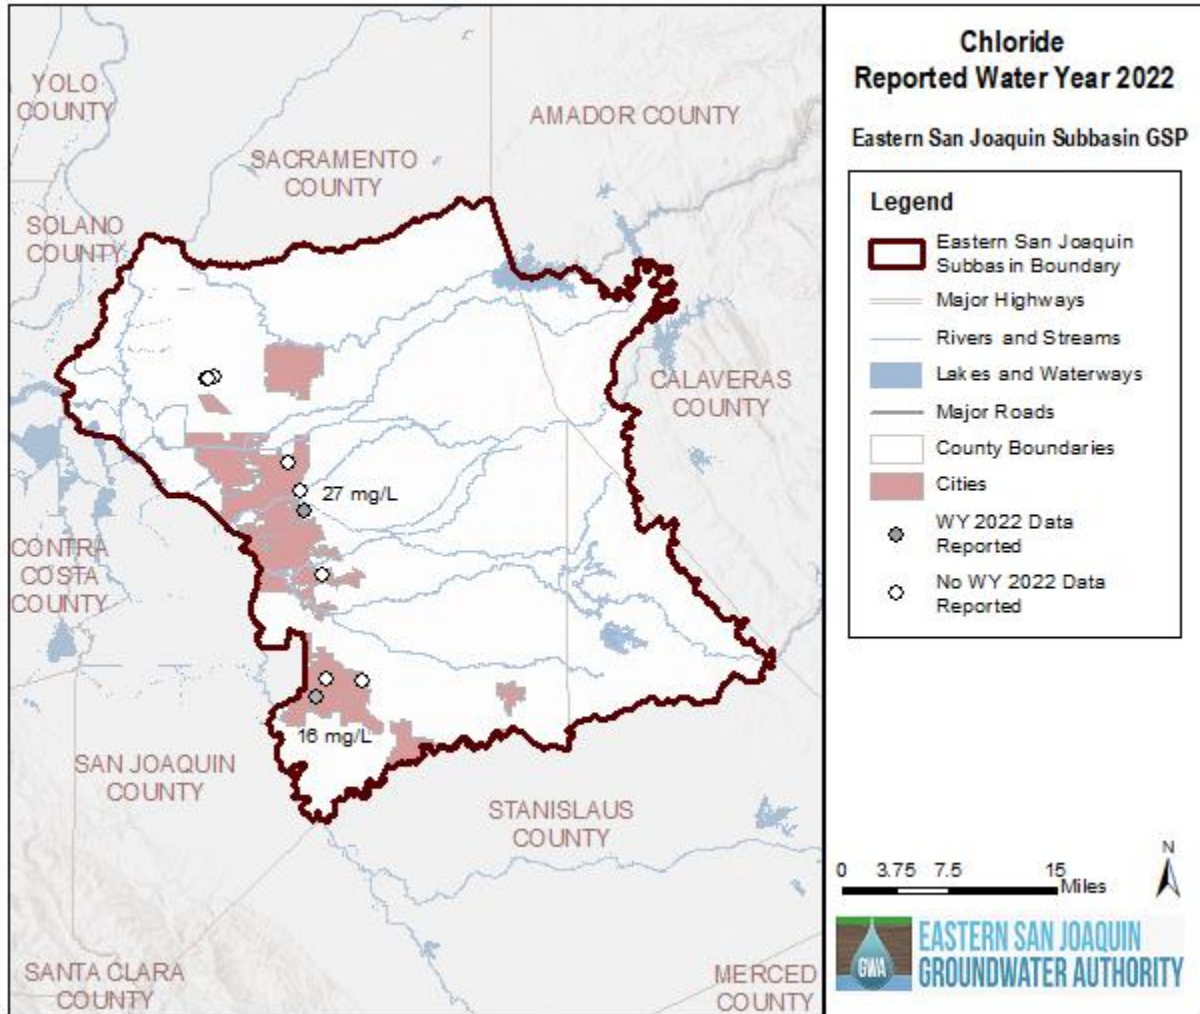 YOLO
COUNTY
AMADOR COUNTY
SACRAMENTO
COUNTY
SOLANO
COUNTY
CALAVERAS
COUNTY
27 mg/L
CONTRA
COSTA
COUNTY
16 mg/L
SAN JOAQUIN
COUNTY
STANISLAUS
COUNTY
SANTA CLARA
COUNTY
MERCED
COUNTY
Chloride
Reported Water Year 2022
Eastern San Joaquin Subbasin GSP
Legend
Eastern San Joaquin
Subbasin Boundary
Major Highways
Rivers and Streams
Lakes and Waterways
Major Roads
County Boundaries
Cities
WY 2022 Data
Reported
No WY 2022 Data
Reported
N
0 3.75 7.5 15
Miles
GWA
EASTERN SAN JOAQUIN
GROUNDWATER AUTHORITY